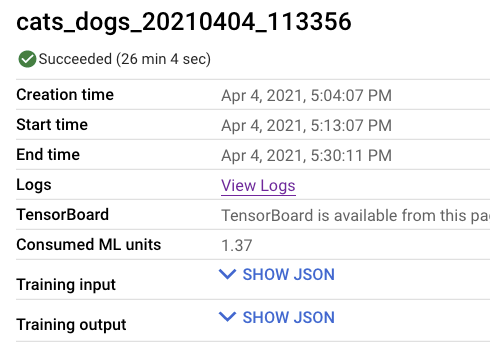 cats_dogs_20210404_113356
Succeeded (26 min 4 sec)
Creation time Apr 4, 2021, 5:04:07 PM
Start time Apr 4, 2021, 5:13:07 PM
End time Apr 4, 2021, 5:30:11 PM
Logs View Logs
TensorBoard TensorBoard is available from this pa
Consumed ML units 1.37
Training input SHOW JSON
Training output SHOW JSON